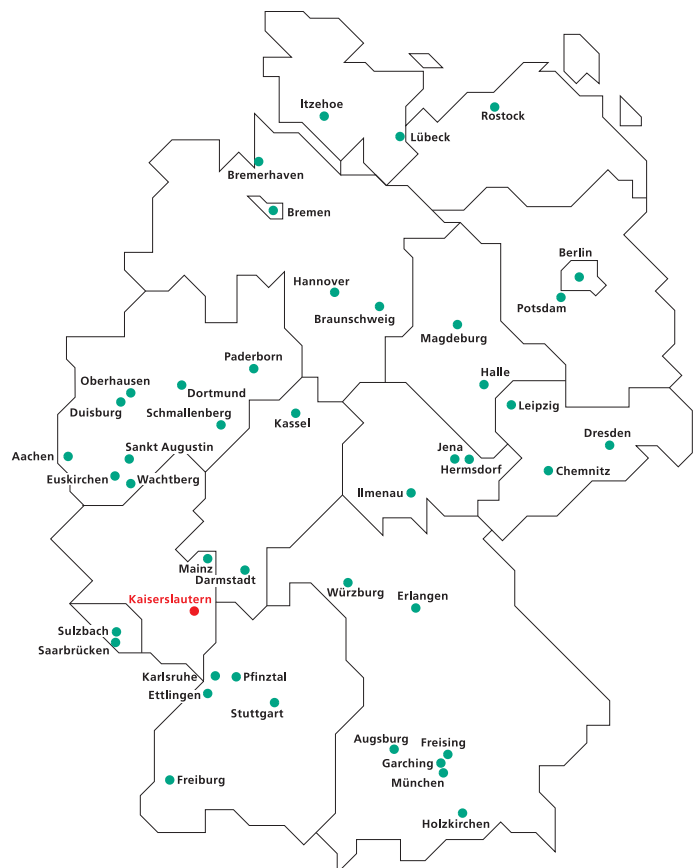 Itzehoe
Rostock
Lübeck
Bremerhaven
Bremen
Berlin
Hannover
Potsdam
Braunschweig
Magdeburg
Paderborn
Oberhausen
Dortmund
Halle
Duisburg
Schmallenberg
Kassel
Leipzig
Aachen
Sankt Augustin
Jena
Dresden
Euskirchen
Wachtberg
Hermsdorf
Chemnitz
Ilmenau
Mainz
Darmstadt
Würzburg
Kaiserslautern
Erlangen
Sulzbach
Saarbrücken
Karlsruhe
Pfinztal
Ettlingen
Stuttgart
Augsburg
Freising
Garching
Freiburg
München
Holzkirchen